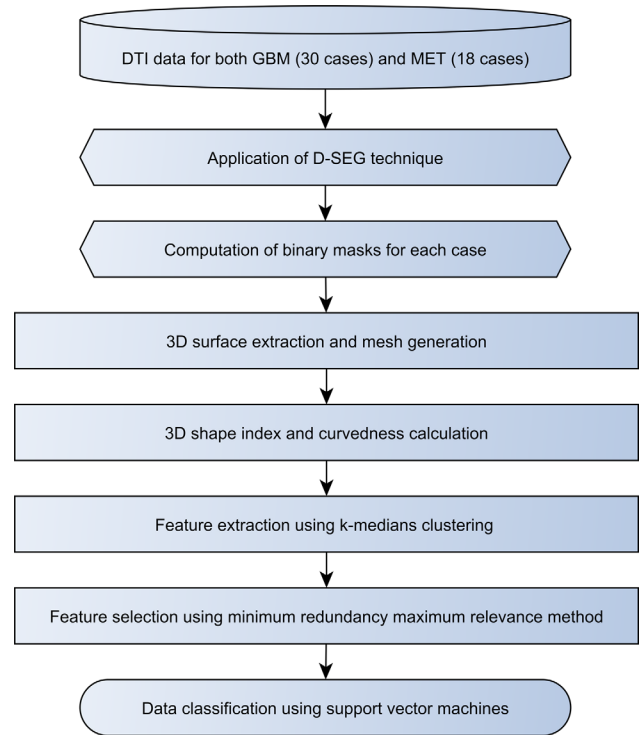 DTI data for both GBM (30 cases) and MET (18 cases)
Application of D-SEG technique
Computation of binary masks for each case
3D surface extraction and mesh generation
3D shape index and curvedness calculation
Feature extraction using k-medians clustering
Feature selection using minimum redundancy maximum relevance method
Data classification using support vector machines